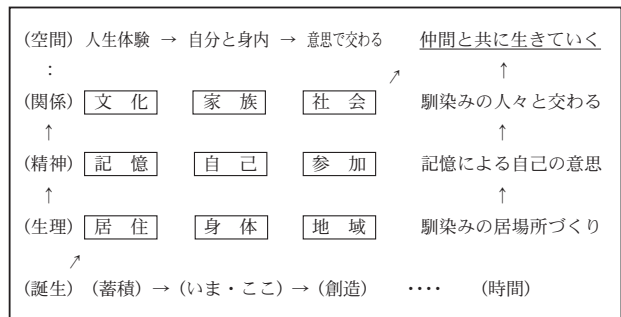 (空間) 人生体験 → 自分と身内 → 意思で交わる 仲間と共に生きていく
: ↗ ↑
(関係) 文 化 家 族 社 会 馴染みの人々と交わる
↑ ↑
(精神) 記 憶 自 己 参 加 記憶による自己の意思
↑ ↑
(生理) 居 住 身 体 地 域 馴染みの居場所づくり
↗
(誕生) (蓄積) → (いま・ここ) → (創造) ‥‥ (時間)